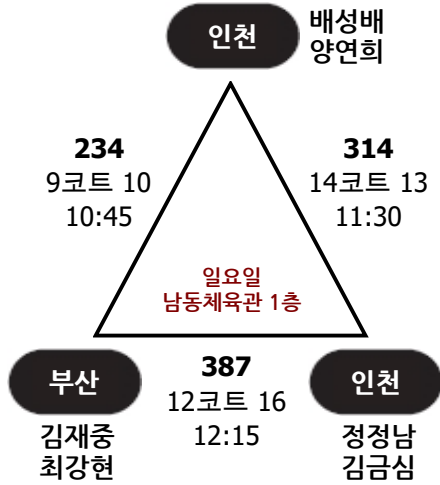 인천
배성배
양연희
234
9코트 10
10:45
314
14코트 13
11:30
일요일
남동체육관 1층
부산
김재중
최강현
387
12코트 16
12:15
인천
정정남
김금심